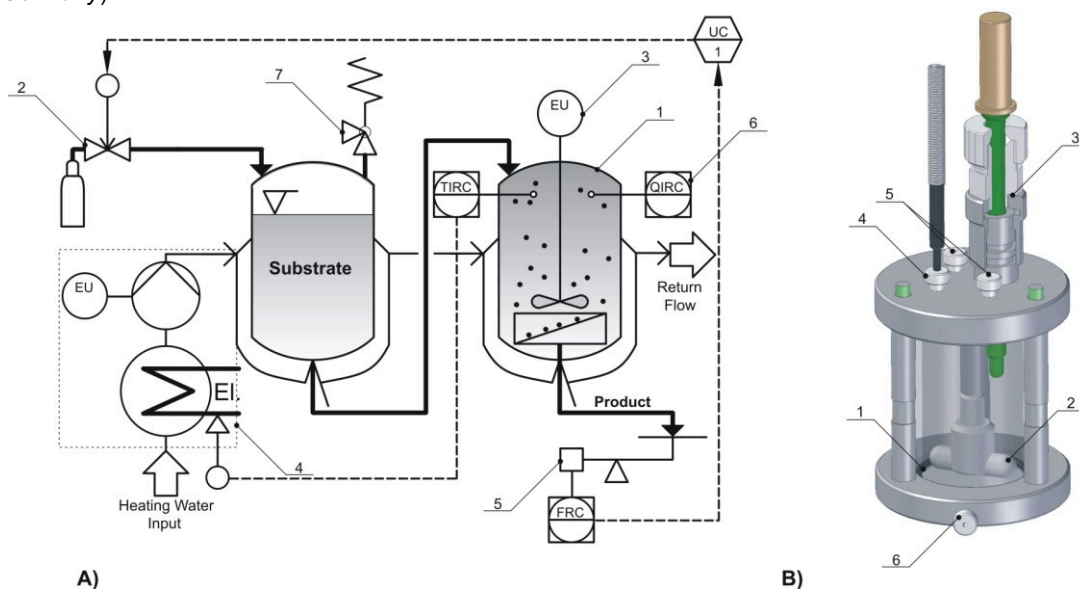 UC
1
2
7
3
EU
1
6
TIRC
QIRC
Substrate
EU
Return
Flow
El.
Product
4
5
Heating Water
Input
FRC
A)
3
5
4
1
2
6
B)